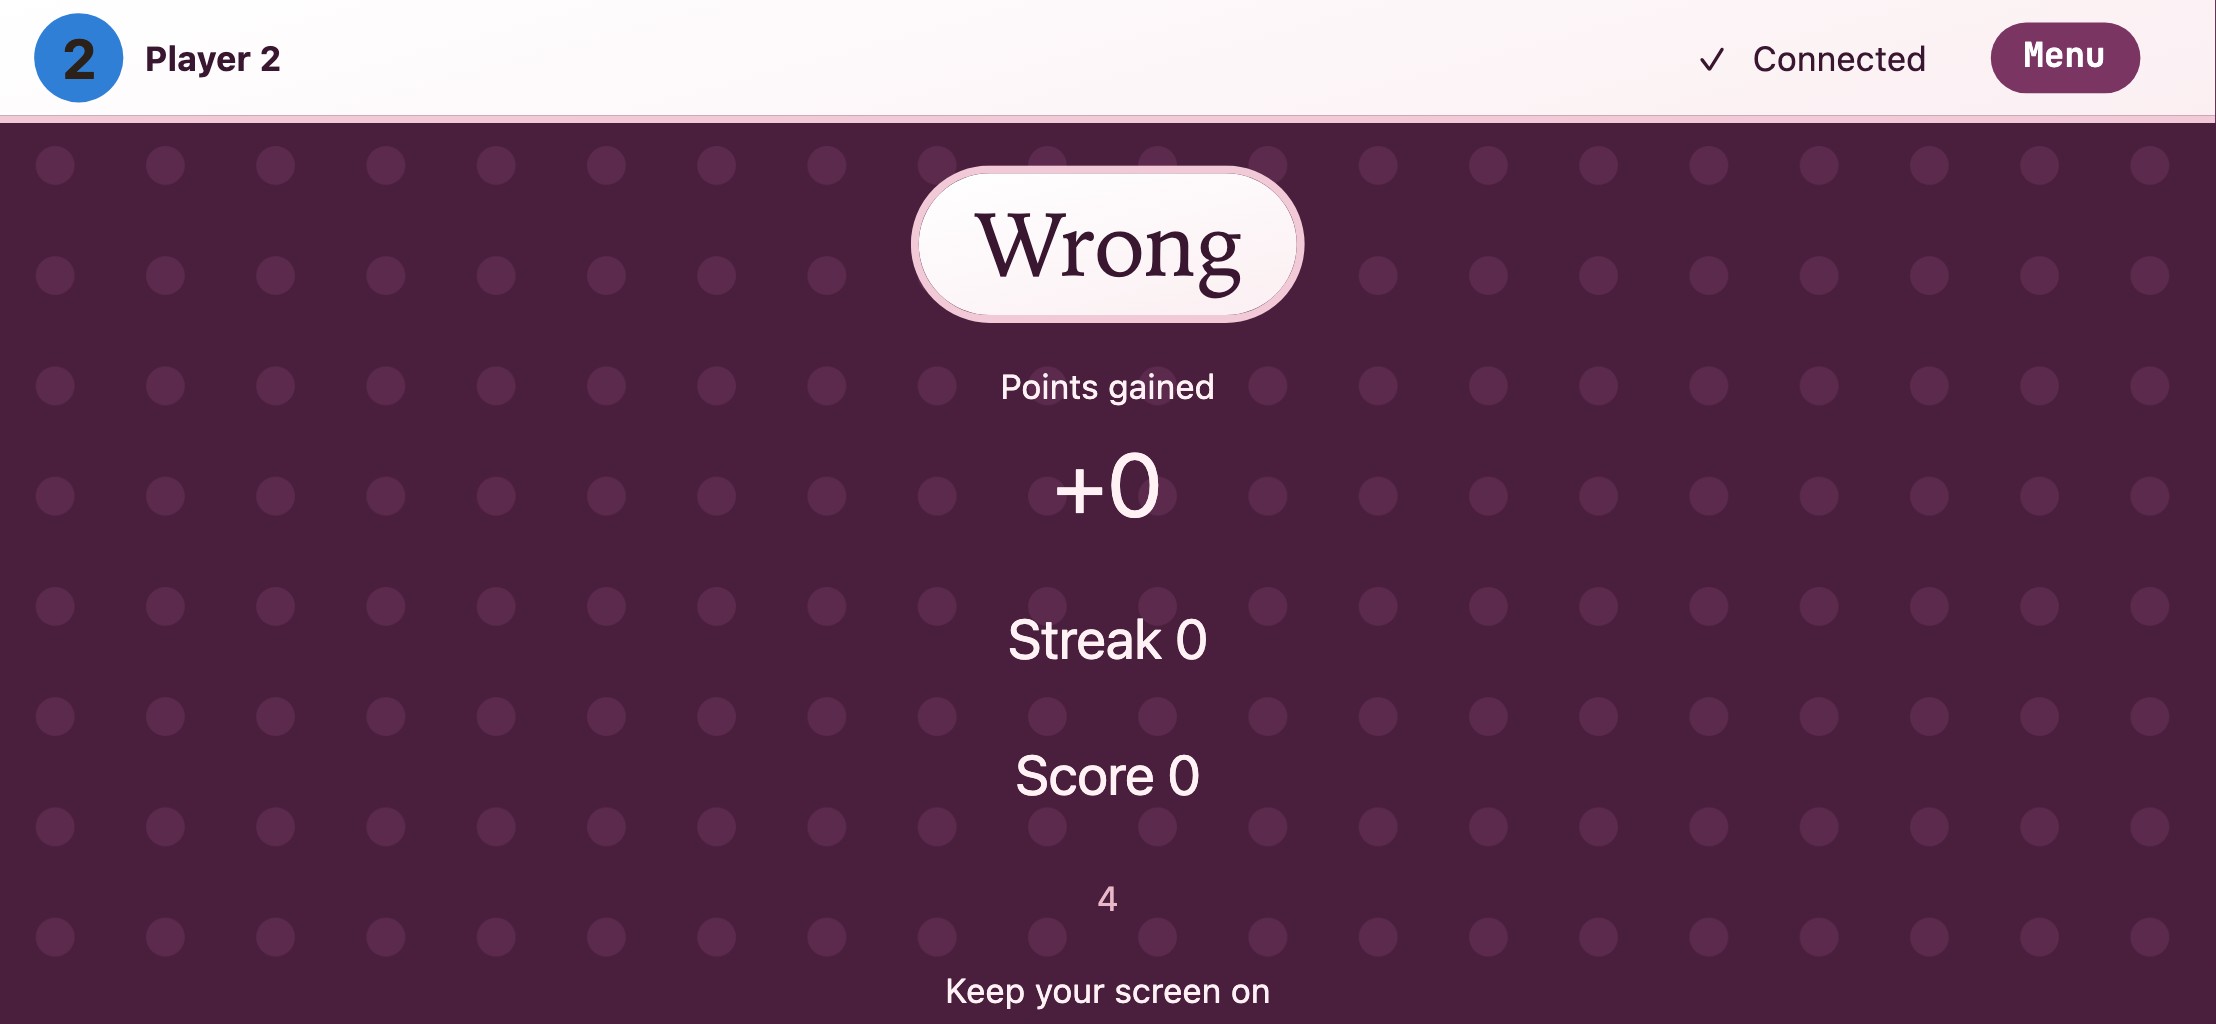 2 Player 2 ✓ Connected Menu
Wrong
Points gained
+0
Streak 0
Score 0
4
Keep your screen on